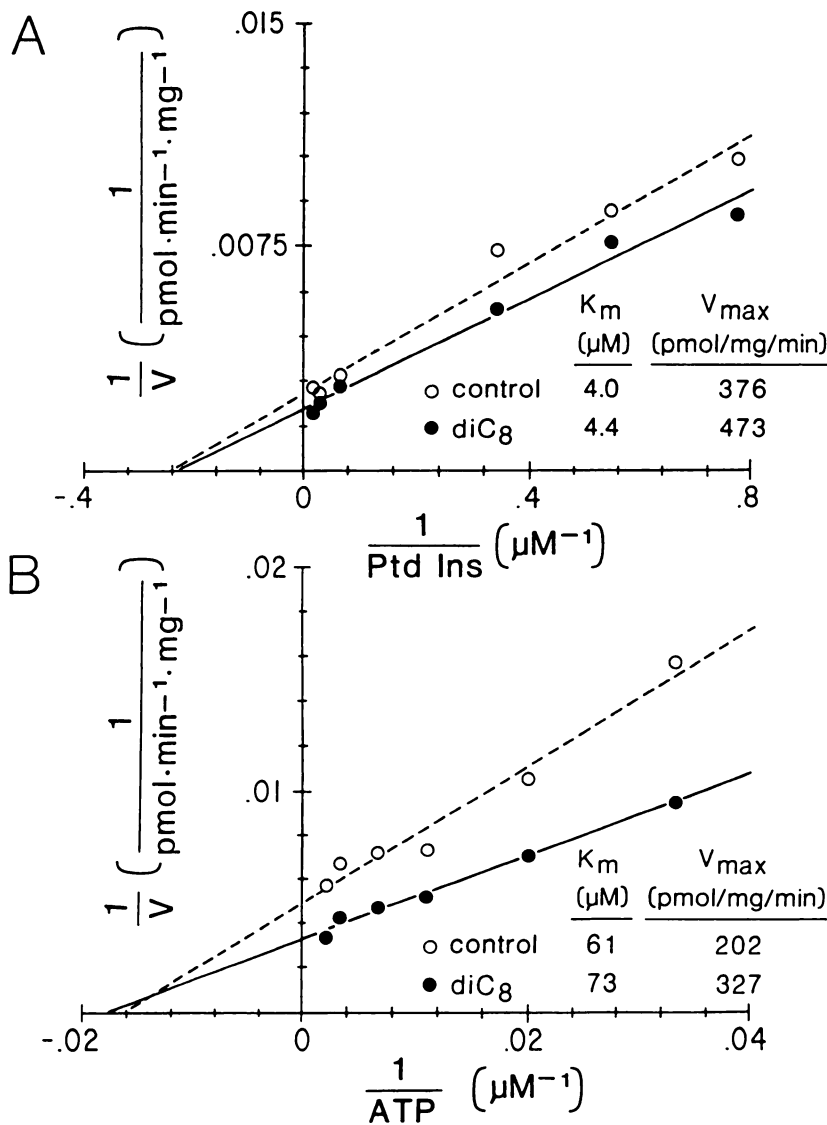 A
.015
.0075
1/V (1/pmol·min−1·mg−1)
Km Vmax
(μM) (pmol/mg/min)
○ control 4.0 376
● diC8 4.4 473
-.4 0 .4 .8
1/Ptd Ins (μM−1)
B
.02
.01
1/V (1/pmol·min−1·mg−1)
Km Vmax
(μM) (pmol/mg/min)
○ control 61 202
● diC8 73 327
-.02 0 .02 .04
1/ATP (μM−1)